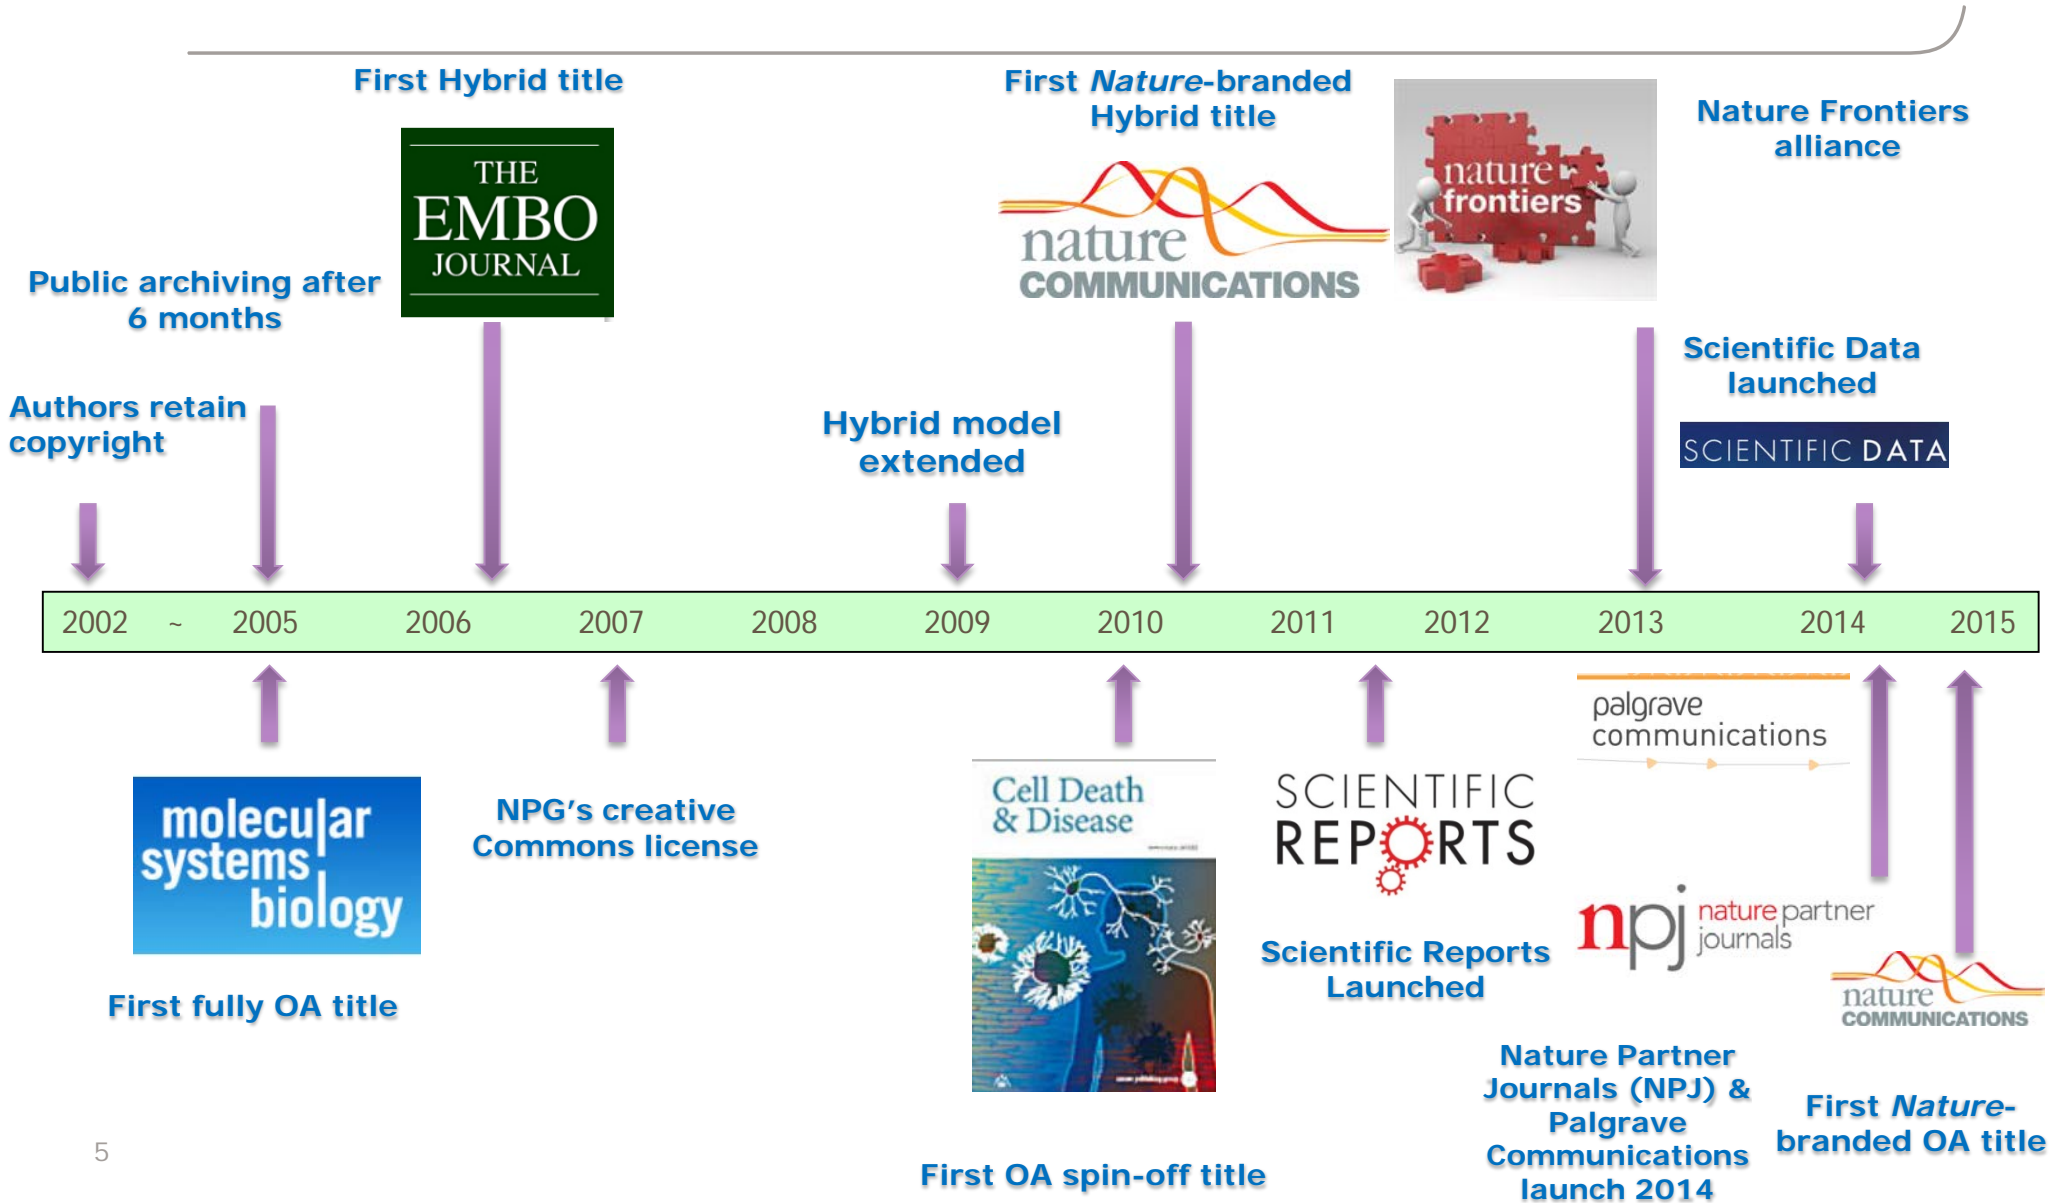 First Hybrid title
THE
EMBO
JOURNAL
First Nature-branded
Hybrid title
nature
COMMUNICATIONS
nature
frontiers
Nature Frontiers
alliance
Public archiving after
6 months
Authors retain
copyright
Hybrid model
extended
Scientific Data
launched
SCIENTIFIC DATA
2002 ~ 2005 2006 2007 2008 2009 2010 2011 2012 2013 2014 2015
molecular
systems
biology
First fully OA title
NPG’s creative
Commons license
Cell Death
& Disease
First OA spin-off title
SCIENTIFIC
REPORTS
Scientific Reports
Launched
palgrave
communications
npj nature partner
journals
Nature Partner
Journals (NPJ) &
Palgrave
Communications
launch 2014
nature
COMMUNICATIONS
First Nature-
branded OA title
5